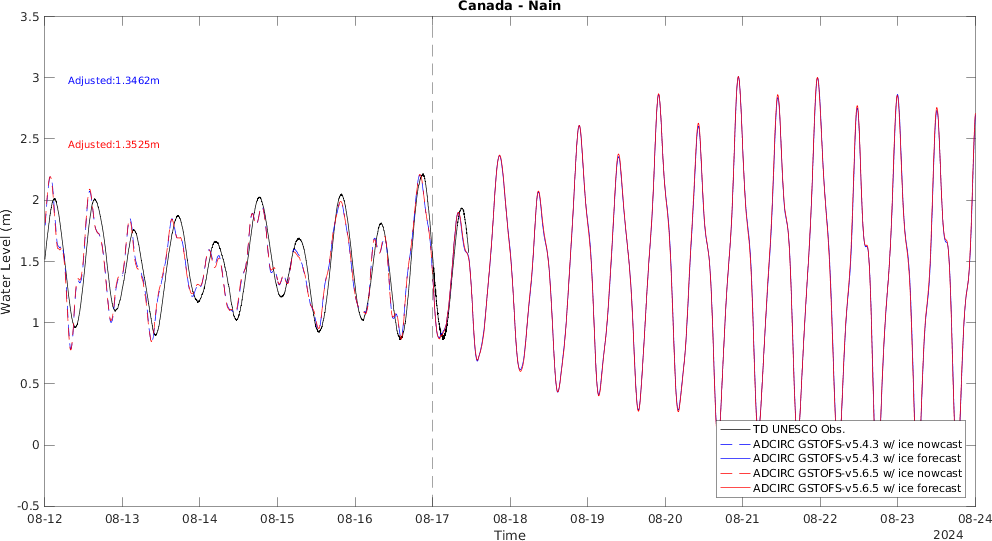 Canada - Nain
3.5
3
2.5
2
1.5
1
0.5
0
-0.5
Water Level (m)
Adjusted:1.3462m
Adjusted:1.3525m
TD UNESCO Obs.
ADCIRC GSTOFS-v5.4.3 w/ ice nowcast
ADCIRC GSTOFS-v5.4.3 w/ ice forecast
ADCIRC GSTOFS-v5.6.5 w/ ice nowcast
ADCIRC GSTOFS-v5.6.5 w/ ice forecast
08-12 08-13 08-14 08-15 08-16 08-17 08-18 08-19 08-20 08-21 08-22 08-23 08-24
Time
2024